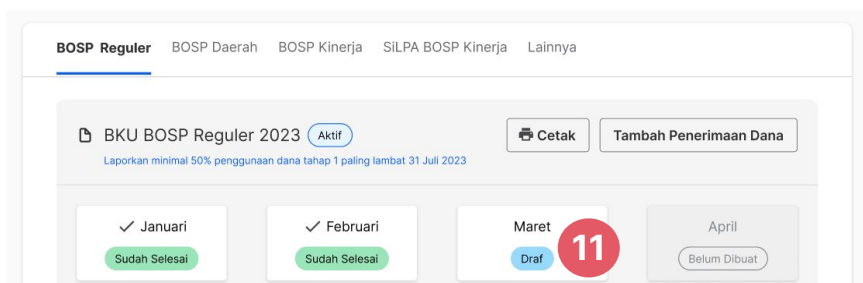 BOSP Reguler BOSP Daerah BOSP Kinerja SiLPA BOSP Kinerja Lainnya
BKU BOSP Reguler 2023 Aktif Cetak Tambah Penerimaan Dana
Laporkan minimal 50% penggunaan dana tahap 1 paling lambat 31 Juli 2023
Januari Februari Maret April
Sudah Selesai Sudah Selesai Draf 11 Belum Dibuat